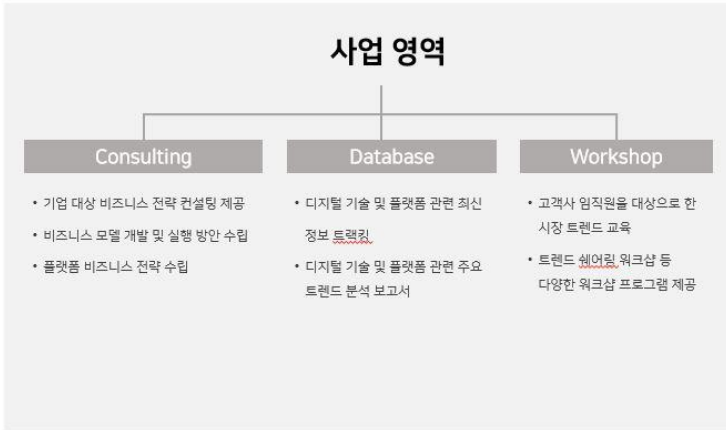 사업 영역
Consulting
• 기업 대상 비즈니스 전략 컨설팅 제공
• 비즈니스 모델 개발 및 실행 방안 수립
• 플랫폼 비즈니스 전략 수립
Database
• 디지털 기술 및 플랫폼 관련 최신
정보 트랙킹
• 디지털 기술 및 플랫폼 관련 주요
트렌드 분석 보고서
Workshop
• 고객사 임직원을 대상으로 한
시장 트렌드 교육
• 트렌드 쉐어링 워크샵 등
다양한 워크샵 프로그램 제공